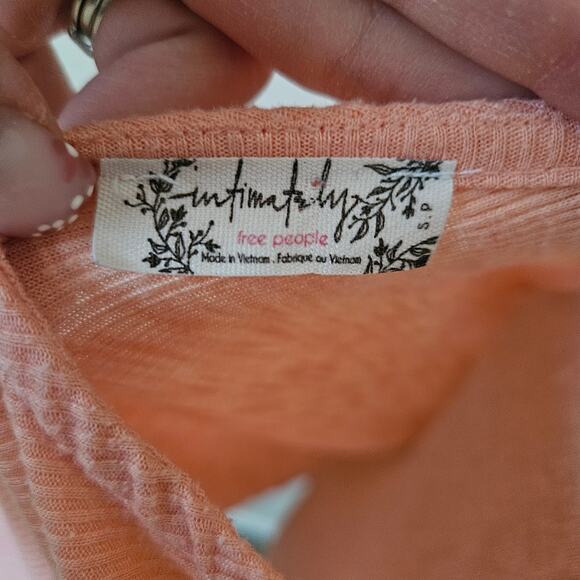 intimately
free people
Made in Vietnam . Fabriqué au Vietnam
S.P